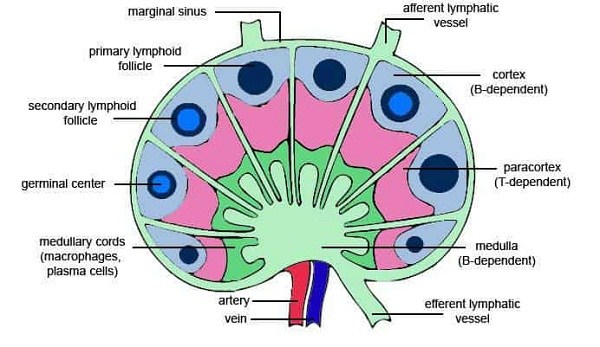 marginal sinus
afferent lymphatic
vessel
primary lymphoid
follicle
cortex
(B-dependent)
secondary lymphoid
follicle
paracortex
(T-dependent)
germinal center
medullary cords
(macrophages,
plasma cells)
medulla
(B-dependent)
artery
vein
efferent lymphatic
vessel